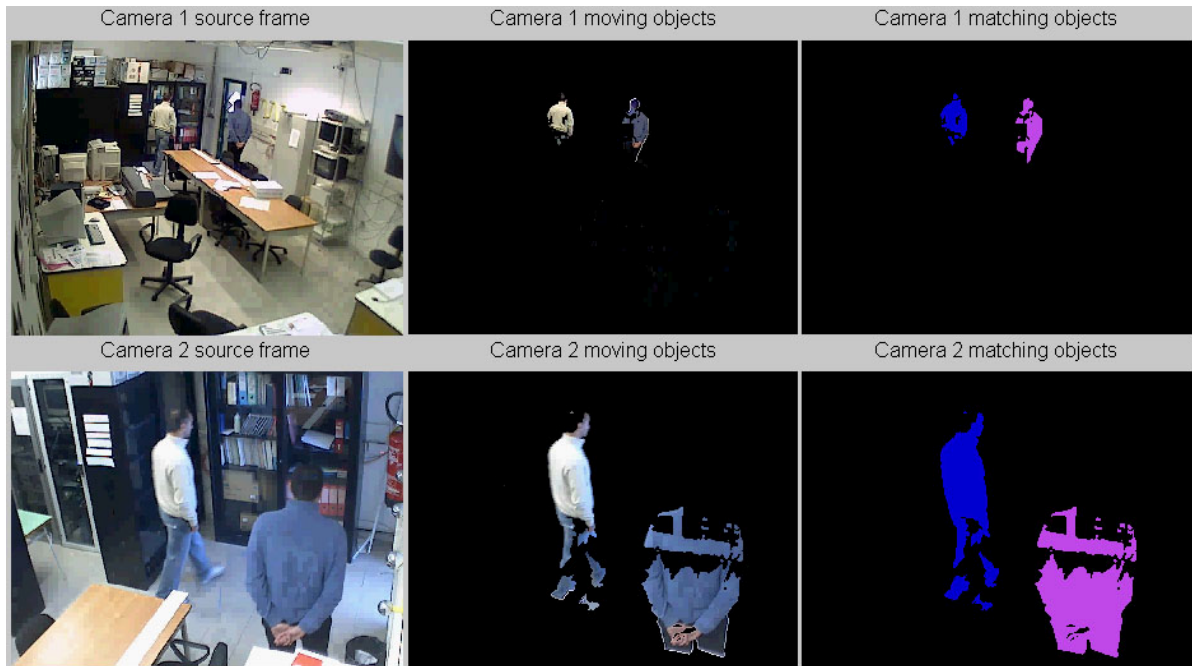 Camera 1 source frame
Camera 1 moving objects
Camera 1 matching objects
Camera 2 source frame
Camera 2 moving objects
Camera 2 matching objects